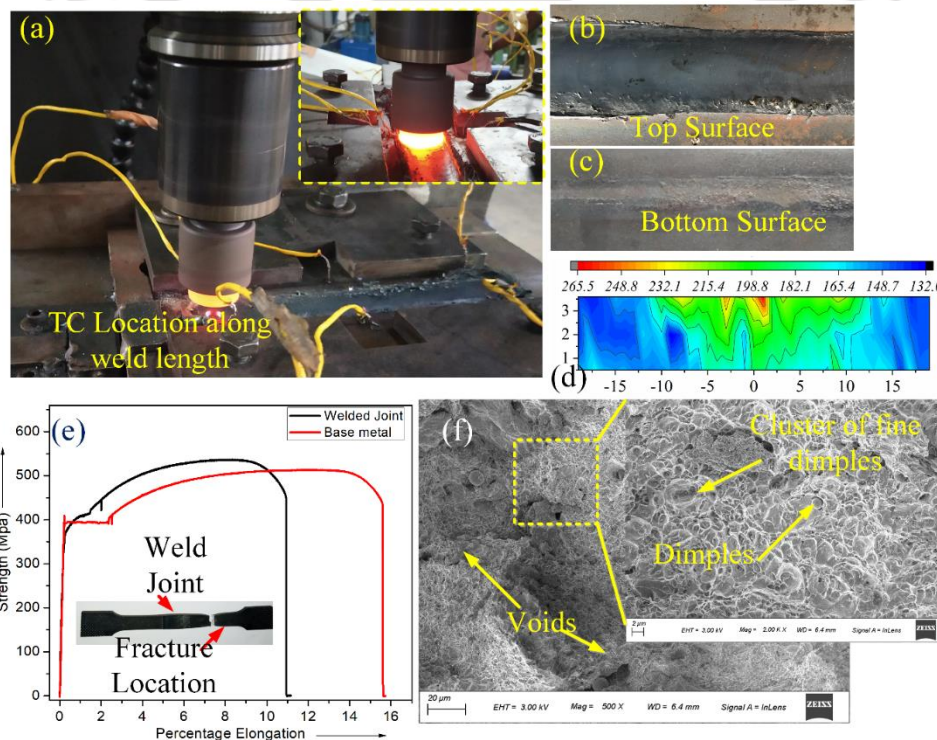 (a)
TC Location along
weld length
(b)
Top Surface
(c)
Bottom Surface
265.5 248.8 232.1 215.4 198.8 182.1 165.4 148.7 132.0
3
2
1
-15 -10 -5 0 5 10 15
(d)
(e)
Welded Joint
Base metal
600
500
400
300
200
100
0
Strength (Mpa)
Weld
Joint
Fracture
Location
0 2 4 6 8 10 12 14 16
Percentage Elongation
(f)
Cluster of fine
dimples
Dimples
Voids
2 µm EHT = 3.00 kV Mag = 2.00 K X WD = 6.4 mm Signal A = InLens ZEISS
20 µm EHT = 3.00 kV Mag = 500 X WD = 6.4 mm Signal A = InLens ZEISS